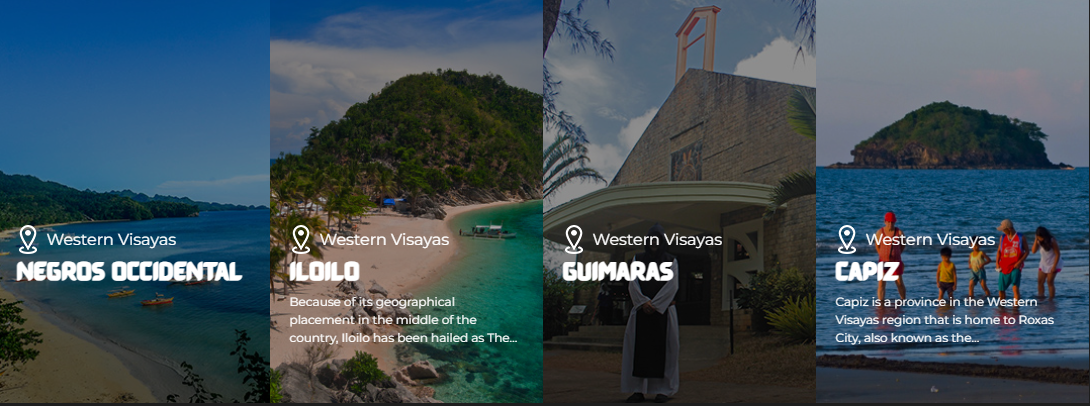 Western Visayas
NEGROS OCCIDENTAL
Western Visayas
ILOILO
Because of its geographical
placement in the middle of the
country, Iloilo has been hailed as The...
Western Visayas
GUIMARAS
Western Visayas
CAPIZ
Capiz is a province in the Western
Visayas region that is home to Roxas
City, also known as the...